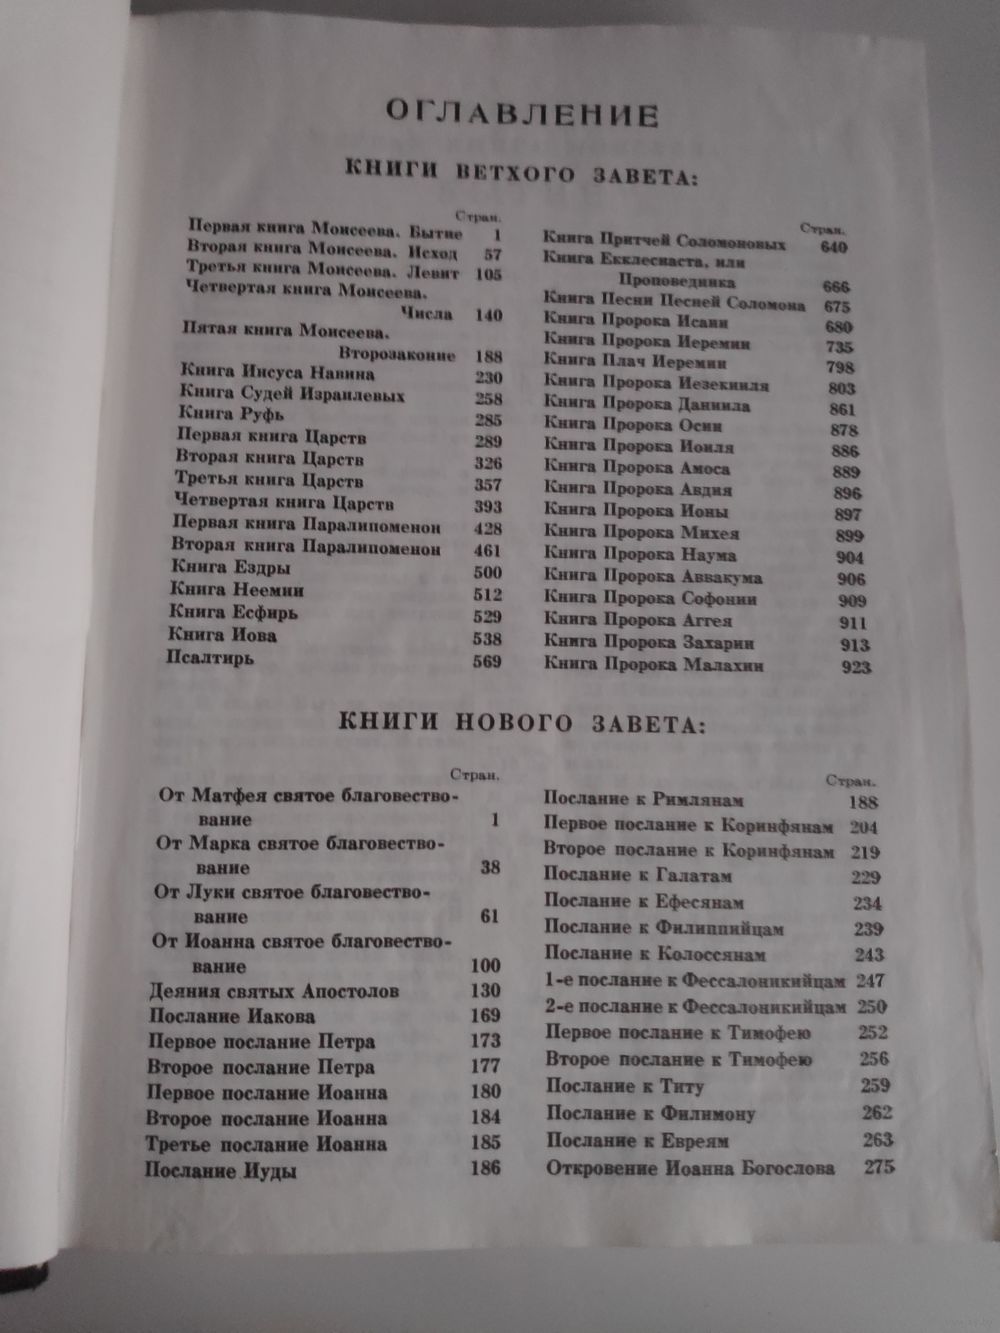 ОГЛАВЛЕНИЕ
КНИГИ ВЕТХОГО ЗАВЕТА:
Стран.
Первая книга Моисеева. Бытие 1
Вторая книга Моисеева. Исход 57
Третья книга Моисеева. Левит 105
Четвертая книга Моисеева.
Числа 140
Пятая книга Моисеева.
Второзаконие 188
Книга Иисуса Навина 230
Книга Судей Израилевых 258
Книга Руфь 285
Первая книга Царств 289
Вторая книга Царств 326
Третья книга Царств 357
Четвертая книга Царств 393
Первая книга Паралипоменон 428
Вторая книга Паралипоменон 461
Книга Ездры 500
Книга Неемии 512
Книга Есфирь 529
Книга Иова 538
Псалтирь 569
Стран.
Книга Притчей Соломоновых 640
Книга Екклесиаста, или
Проповедника 666
Книга Песни Песней Соломона 675
Книга Пророка Исаии 680
Книга Пророка Иеремии 735
Книга Плач Иеремии 798
Книга Пророка Иезекииля 803
Книга Пророка Даниила 861
Книга Пророка Осии 878
Книга Пророка Иоиля 886
Книга Пророка Амоса 889
Книга Пророка Авдия 896
Книга Пророка Ионы 897
Книга Пророка Михея 899
Книга Пророка Наума 904
Книга Пророка Аввакума 906
Книга Пророка Софонии 909
Книга Пророка Аггея 911
Книга Пророка Захарии 913
Книга Пророка Малахии 923
КНИГИ НОВОГО ЗАВЕТА:
Стран.
От Матфея святое благовество-
вание 1
От Марка святое благовество-
вание 38
От Луки святое благовество-
вание 61
От Иоанна святое благовество-
вание 100
Деяния святых Апостолов 130
Послание Иакова 169
Первое послание Петра 173
Второе послание Петра 177
Первое послание Иоанна 180
Второе послание Иоанна 184
Третье послание Иоанна 185
Послание Иуды 186
Стран.
Послание к Римлянам 188
Первое послание к Коринфянам 204
Второе послание к Коринфянам 219
Послание к Галатам 229
Послание к Ефесянам 234
Послание к Филиппийцам 239
Послание к Колоссянам 243
1-е послание к Фессалоникийцам 247
2-е послание к Фессалоникийцам 250
Первое послание к Тимофею 252
Второе послание к Тимофею 256
Послание к Титу 259
Послание к Филимону 262
Послание к Евреям 263
Откровение Иоанна Богослова 275